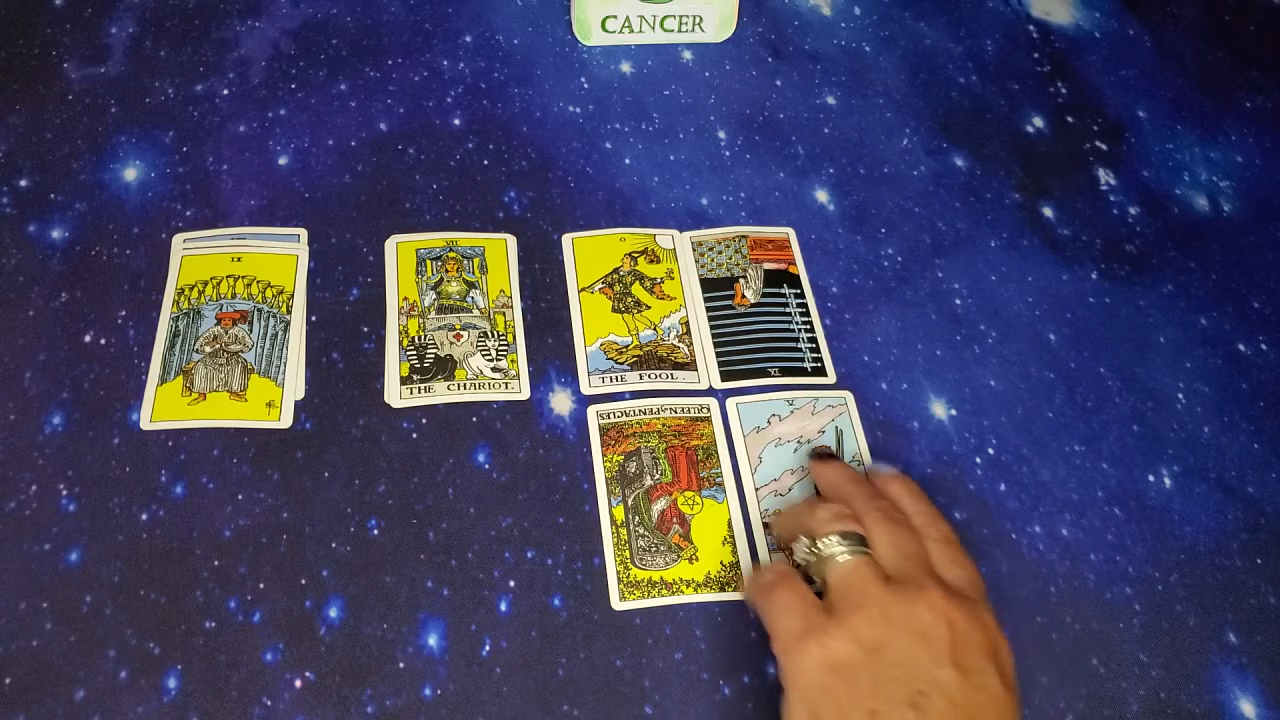 CANCER
IX
VII
THE CHARIOT.
0
THE FOOL.
IX
QUEEN of PENTACLES
V